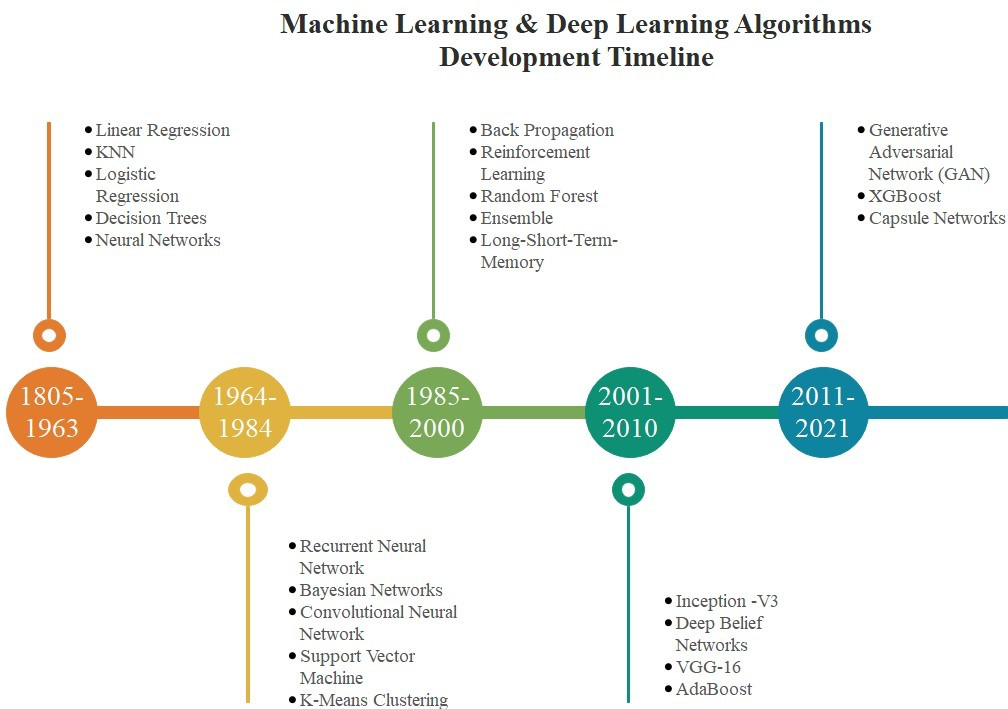 Machine Learning & Deep Learning Algorithms
Development Timeline
• Linear Regression
• KNN
• Logistic
Regression
• Decision Trees
• Neural Networks
• Back Propagation
• Reinforcement
Learning
• Random Forest
• Ensemble
• Long-Short-Term-
Memory
• Generative
Adversarial
Network (GAN)
• XGBoost
• Capsule Networks
1805-
1963
1964-
1984
1985-
2000
2001-
2010
2011-
2021
• Recurrent Neural
Network
• Bayesian Networks
• Convolutional Neural
Network
• Support Vector
Machine
• K-Means Clustering
• Inception -V3
• Deep Belief
Networks
• VGG-16
• AdaBoost